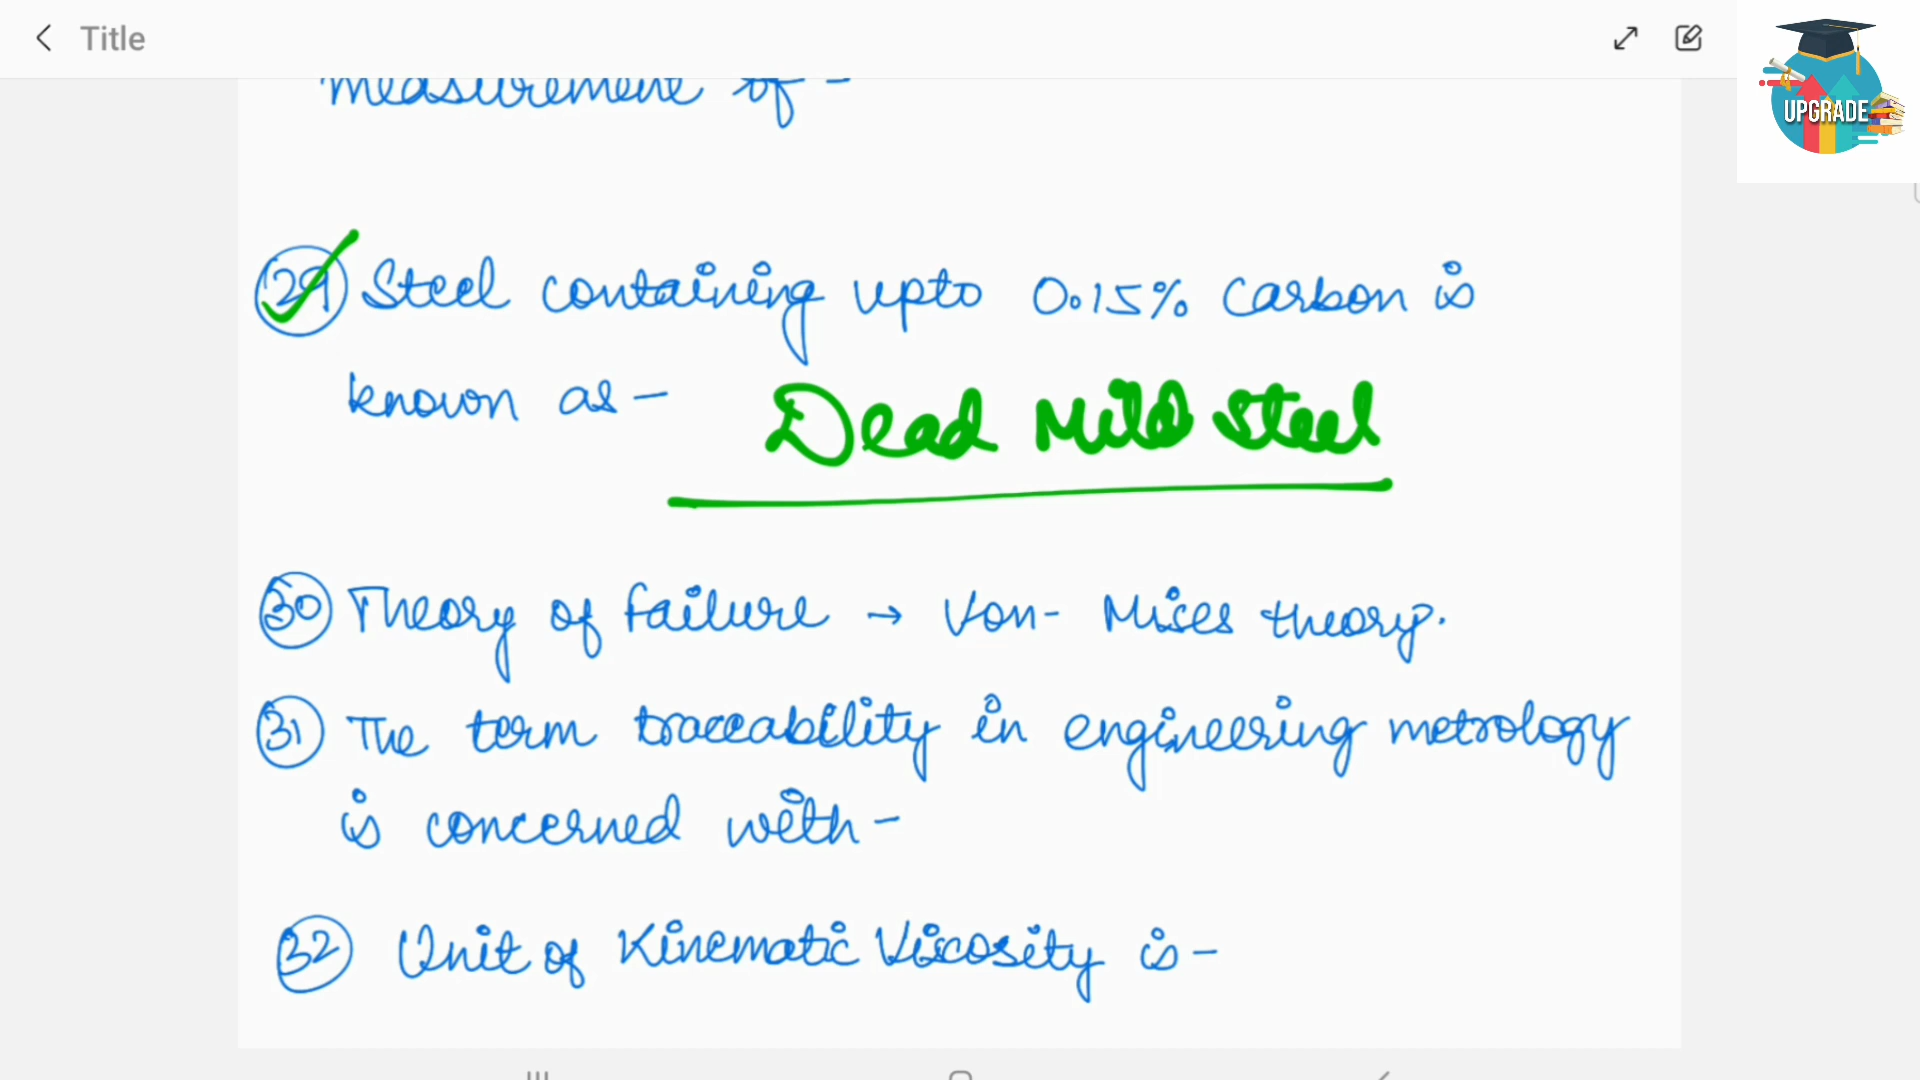 Title
UPGRADE
measurement of -
29 Steel containing upto 0.15% Carbon is
known as - Dead Mild Steel
30 Theory of failure → Von- Mises theory.
31 The term traceability in engineering metrology
is concerned with -
32 Unit of Kinematic Viscosity is -